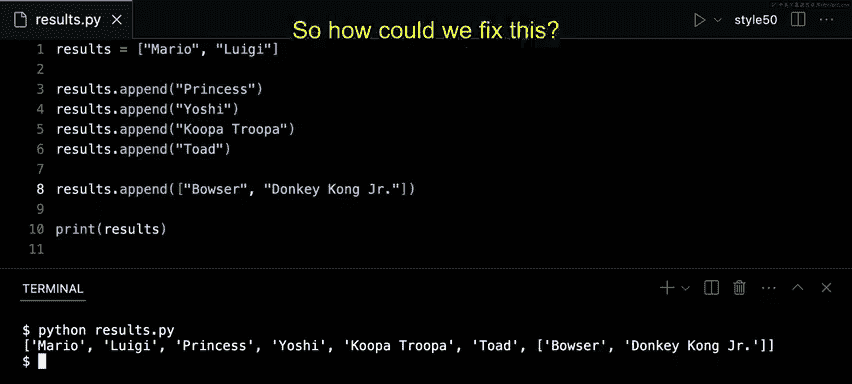 results.py
So how could we fix this?
style50
1 results = ["Mario", "Luigi"]
2
3 results.append("Princess")
4 results.append("Yoshi")
5 results.append("Koopa Troopa")
6 results.append("Toad")
7
8 results.append(["Bowser", "Donkey Kong Jr."])
9
10 print(results)
11
TERMINAL
$ python results.py
['Mario', 'Luigi', 'Princess', 'Yoshi', 'Koopa Troopa', 'Toad', ['Bowser', 'Donkey Kong Jr.']]
$